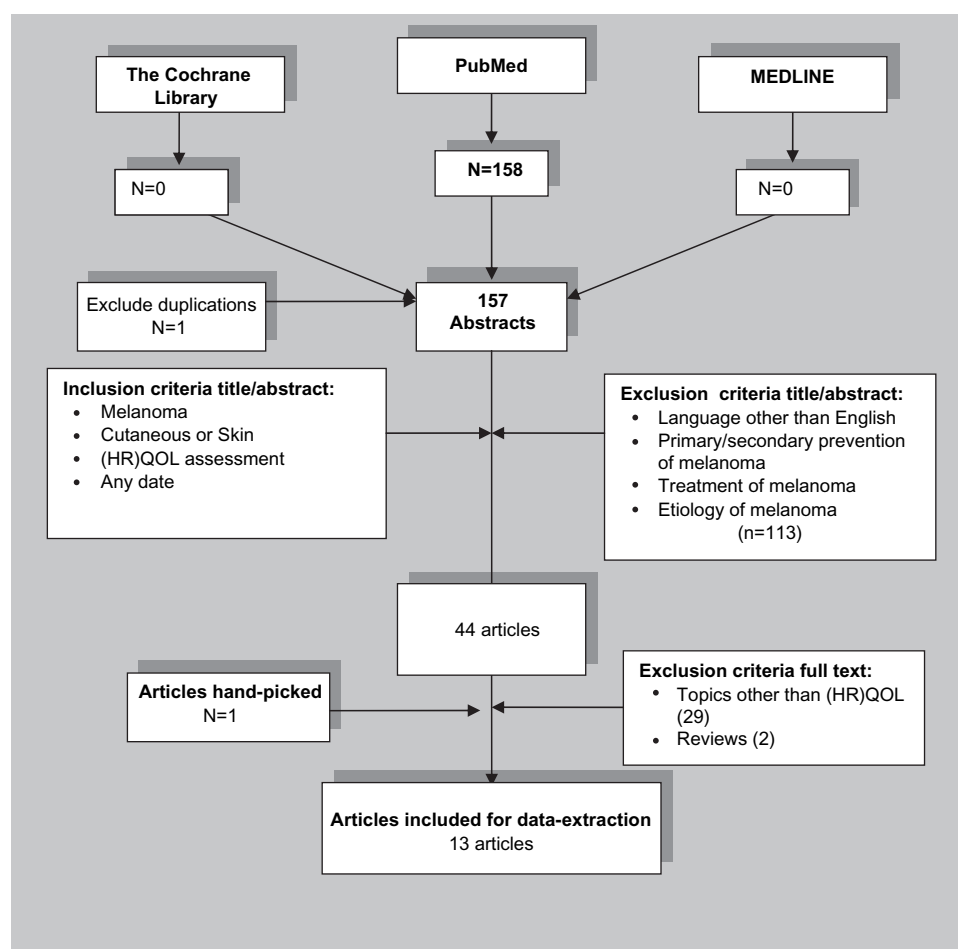 The Cochrane
Library
PubMed
MEDLINE
N=0
N=158
N=0
Exclude duplications
N=1
157
Abstracts
Inclusion criteria title/abstract:
• Melanoma
• Cutaneous or Skin
• (HR)QOL assessment
• Any date
Exclusion criteria title/abstract:
• Language other than English
• Primary/secondary prevention
of melanoma
• Treatment of melanoma
• Etiology of melanoma
(n=113)
44 articles
Articles hand-picked
N=1
Exclusion criteria full text:
• Topics other than (HR)QOL
(29)
• Reviews (2)
Articles included for data-extraction
13 articles